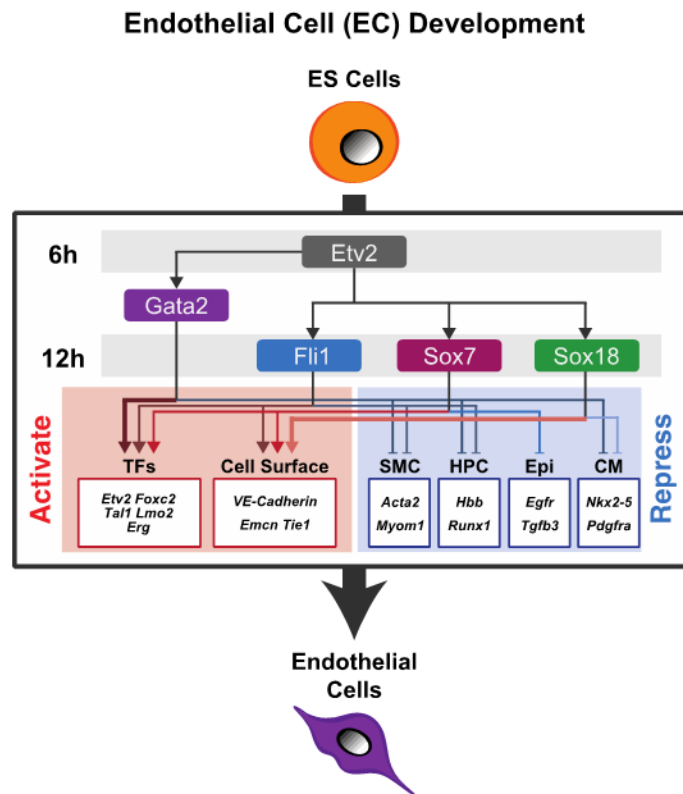 Endothelial Cell (EC) Development
ES Cells
6h
Etv2
Gata2
12h
Fli1
Sox7
Sox18
Activate
TFs
Cell Surface
SMC
HPC
Epi
CM
Repress
Etv2 Foxc2
Tal1 Lmo2
Erg
VE-Cadherin
Emcn Tie1
Acta2
Myom1
Hbb
Runx1
Egfr
Tgfb3
Nkx2-5
Pdgfra
Endothelial
Cells